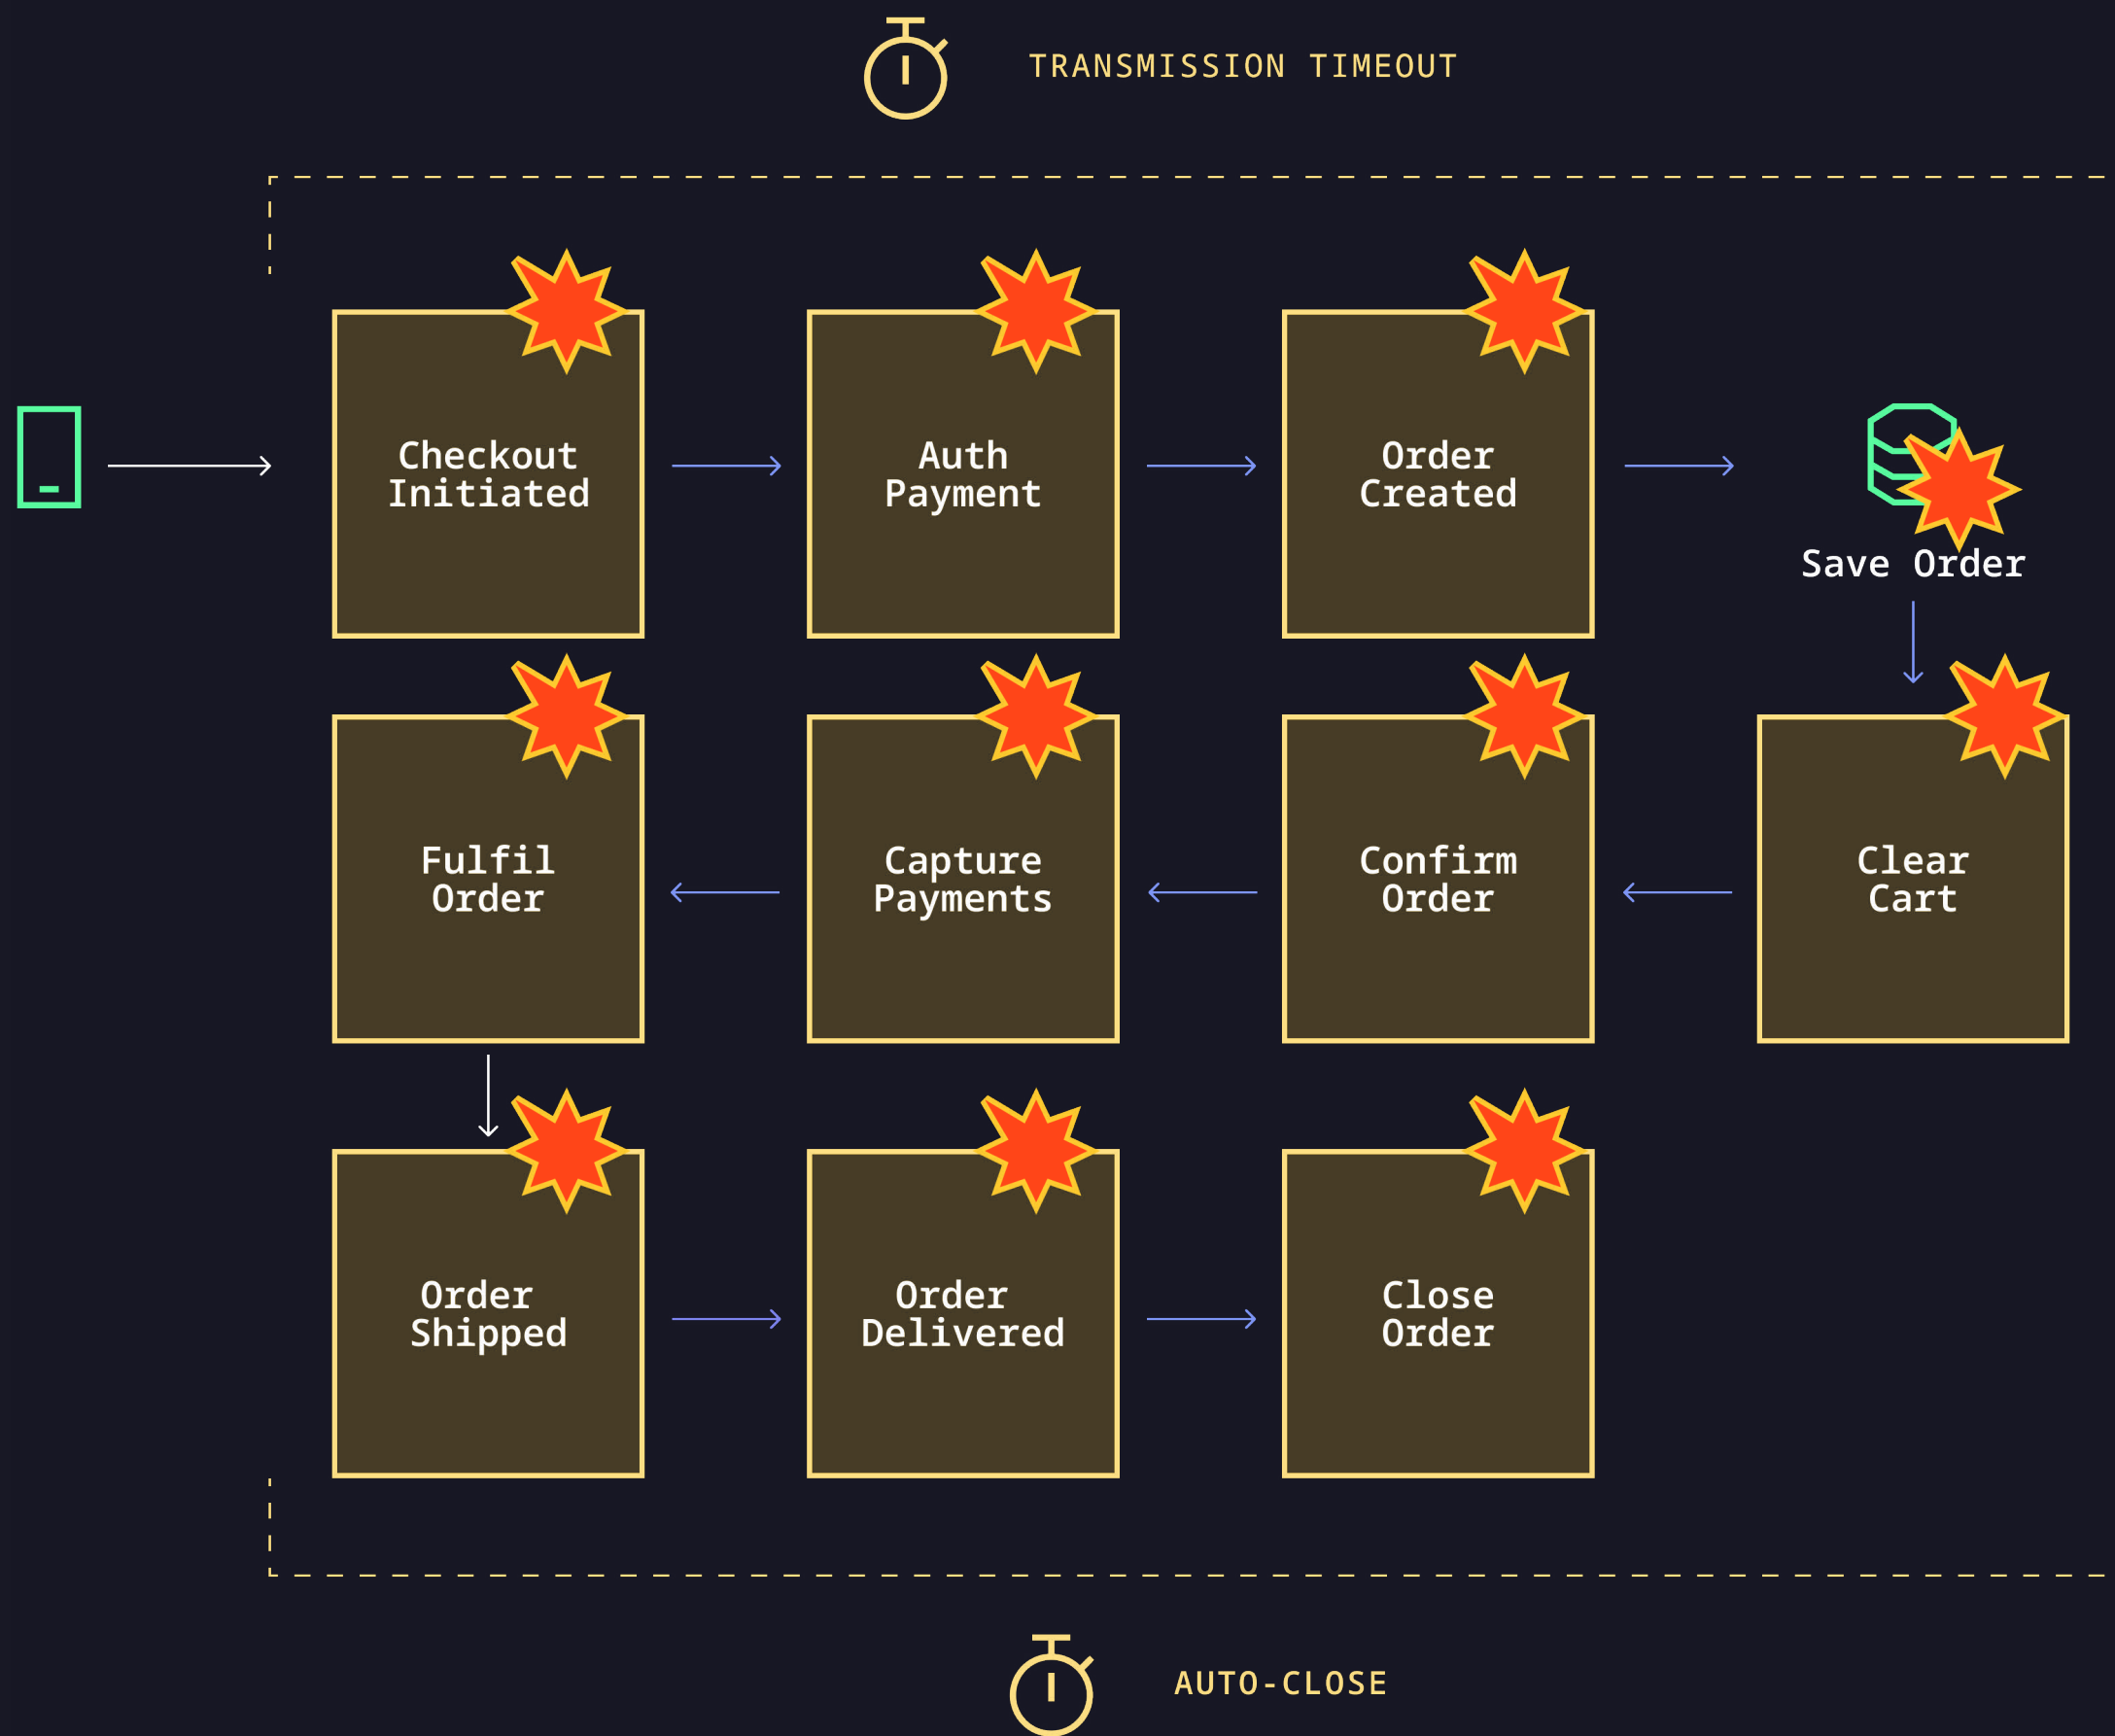 TRANSMISSION TIMEOUT
Checkout
Initiated
Auth
Payment
Order
Created
Save Order
Fulfil
Order
Capture
Payments
Confirm
Order
Clear
Cart
Order
Shipped
Order
Delivered
Close
Order
AUTO-CLOSE